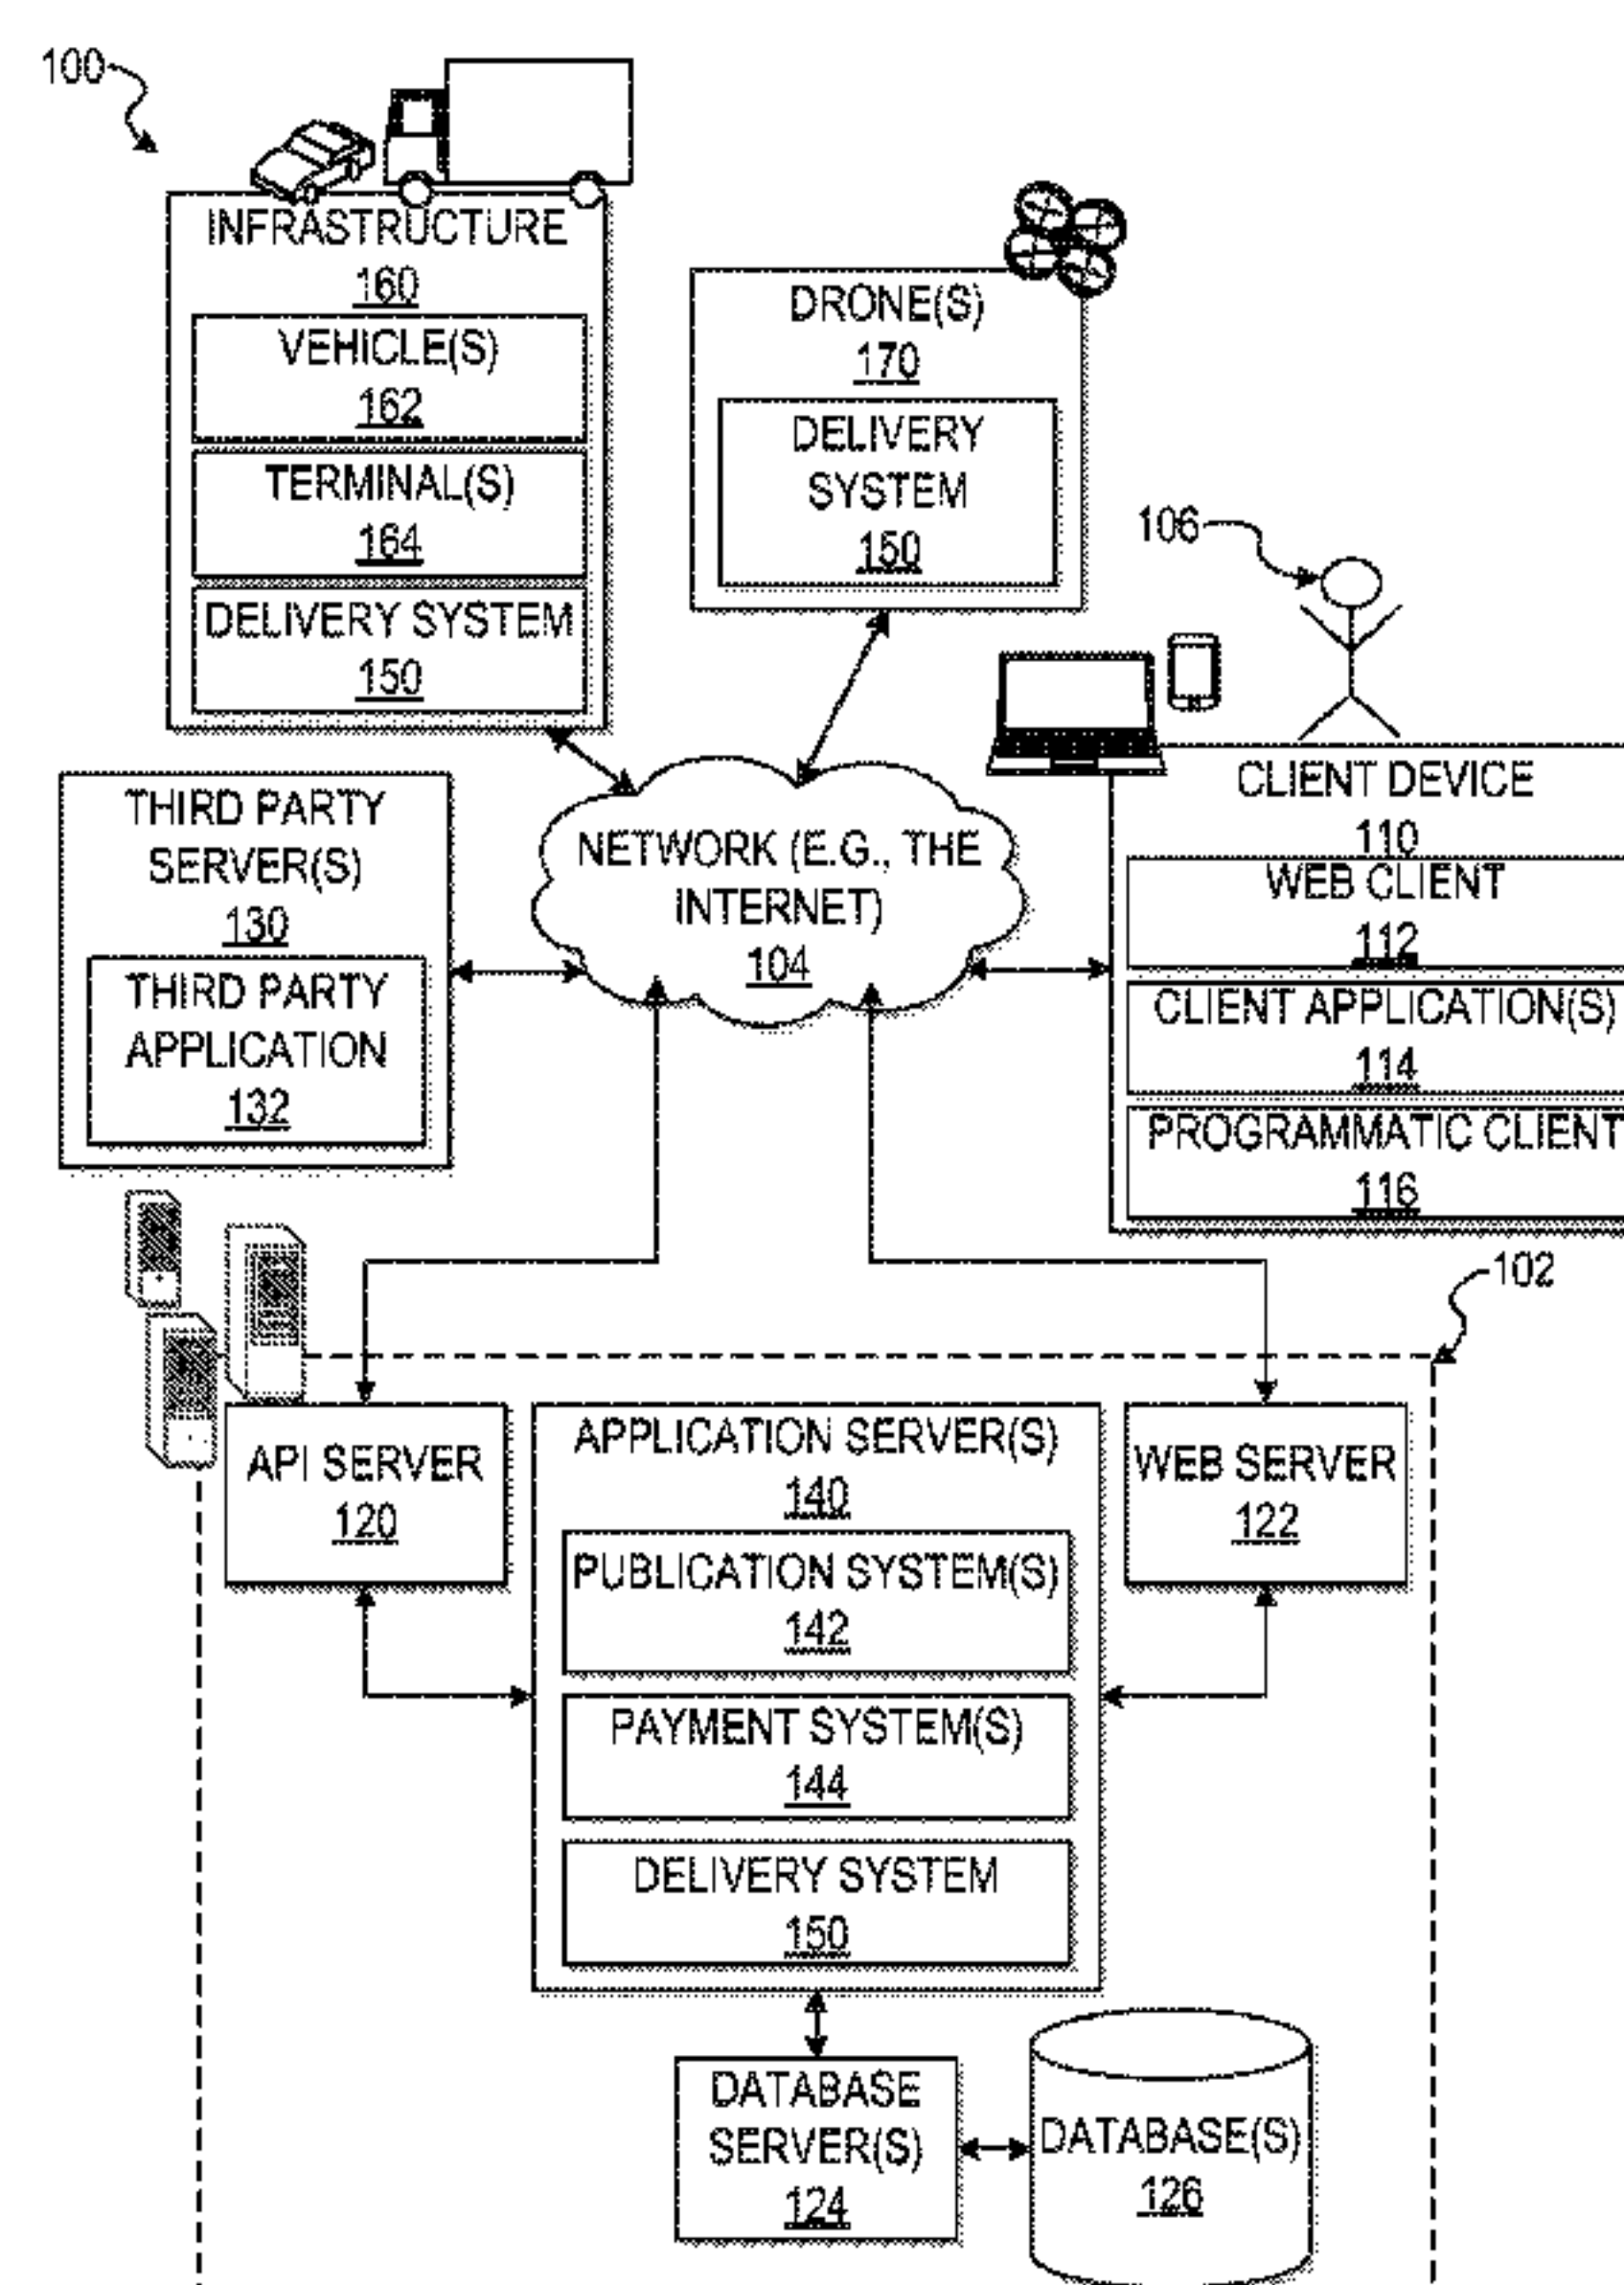 100
INFRASTRUCTURE
160
VEHICLE(S)
162
TERMINAL(S)
164
DELIVERY SYSTEM
150
DRONE(S)
170
DELIVERY
SYSTEM
150
106
THIRD PARTY
SERVER(S)
130
THIRD PARTY
APPLICATION
132
NETWORK (E.G., THE
INTERNET)
104
CLIENT DEVICE
110
WEB CLIENT
112
CLIENT APPLICATION(S)
114
PROGRAMMATIC CLIENT
116
102
API SERVER
120
APPLICATION SERVER(S)
140
PUBLICATION SYSTEM(S)
142
PAYMENT SYSTEM(S)
144
DELIVERY SYSTEM
150
WEB SERVER
122
DATABASE
SERVER(S)
124
DATABASE(S)
126